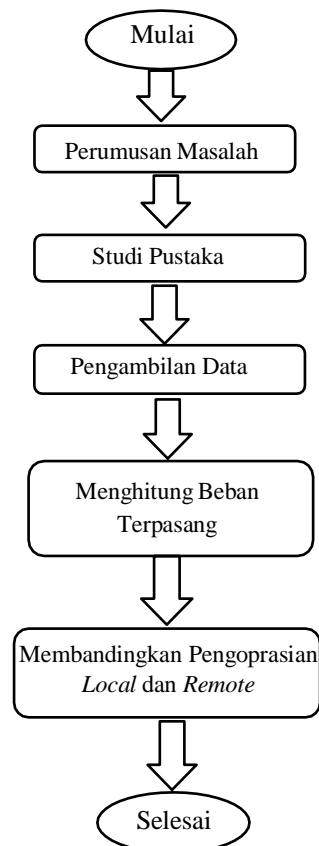 Mulai
Perumusan Masalah
Studi Pustaka
Pengambilan Data
Menghitung Beban
Terpasang
Membandingkan Pengoprasian
Local dan Remote
Selesai